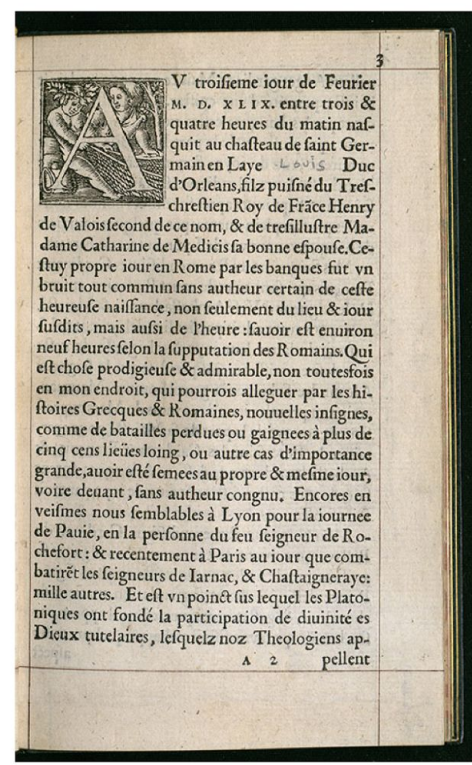 3
AV troiſieme iour de Feurier
M. D. XLIX. entre trois &
quatre heures du matin naſ-
quit au chaſteau de ſaint Ger-
main en Laye Louis Duc
d'Orleans, filz puiſné du Treſ-
chreſtien Roy de Frãce Henry
de Valois ſecond de ce nom, & de treſilluſtre Ma-
dame Catharine de Medicis ſa bonne eſpouſe. Ce-
ſtuy propre iour en Rome par les banques fut vn
bruit tout commun ſans autheur certain de ceſte
heureuſe naiſſance, non ſeulement du lieu & iour
ſuſdits, mais auſsi de l'heure : ſauoir eſt enuiron
neuf heures ſelon la ſupputation des Romains. Qui
eſt choſe prodigieuſe & admirable, non toutesfois
en mon endroit, qui pourrois alleguer par les hi-
ſtoires Grecques & Romaines, nouuelles inſignes,
comme de batailles perdues ou gaignees à plus de
cinq cens lieües loing, ou autre cas d'importance
grande, auoir eſté ſemees au propre & meſme iour,
voire deuant, ſans autheur congnu. Encores en
veiſmes nous ſemblables à Lyon pour la iournee
de Pauie, en la perſonne du feu ſeigneur de Ro-
chefort : & recentement à Paris au iour que com-
batirẽt les ſeigneurs de Iarnac, & Chaſtaigneraye:
mille autres. Et eſt vn poinct ſus lequel les Plato-
niques ont fondé la participation de diuinité es
Dieux tutelaires, leſquelz noz Theologiens ap-
A 2 pellent